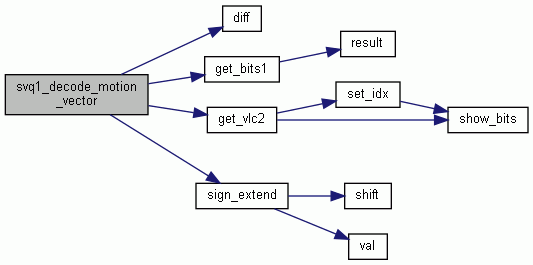 diff
result
get_bits1
svq1_decode_motion
_vector
set_idx
get_vlc2
show_bits
sign_extend
shift
val